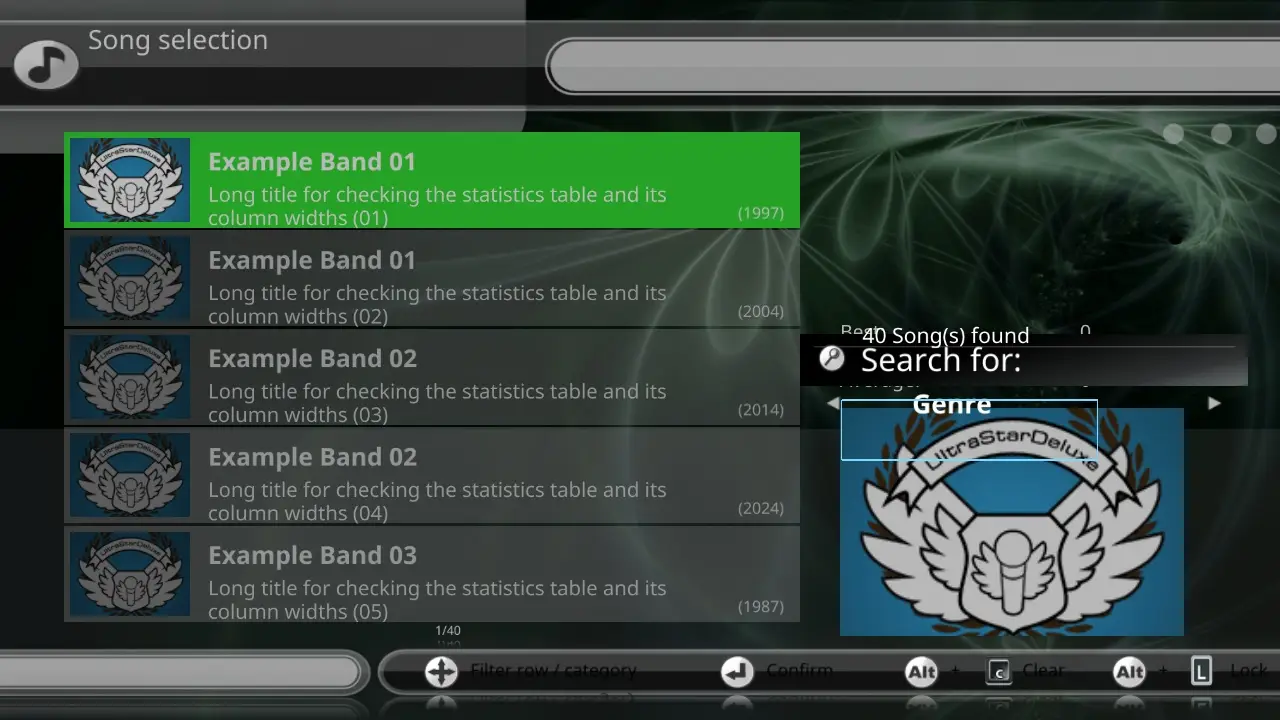 Song selection
UltraStarDeluxe
Example Band 01
Long title for checking the statistics table and its
column widths (01)
(1997)
Example Band 01
Long title for checking the statistics table and its
column widths (02)
(2004)
Example Band 02
Long title for checking the statistics table and its
column widths (03)
(2014)
Example Band 02
Long title for checking the statistics table and its
column widths (04)
(2024)
Example Band 03
Long title for checking the statistics table and its
column widths (05)
(1987)
1/40
Best 0
40 Song(s) found
Search for:
Average:
Genre
UltraStarDeluxe
Filter row / category
Confirm
Alt + C Clear
Alt + L Lock